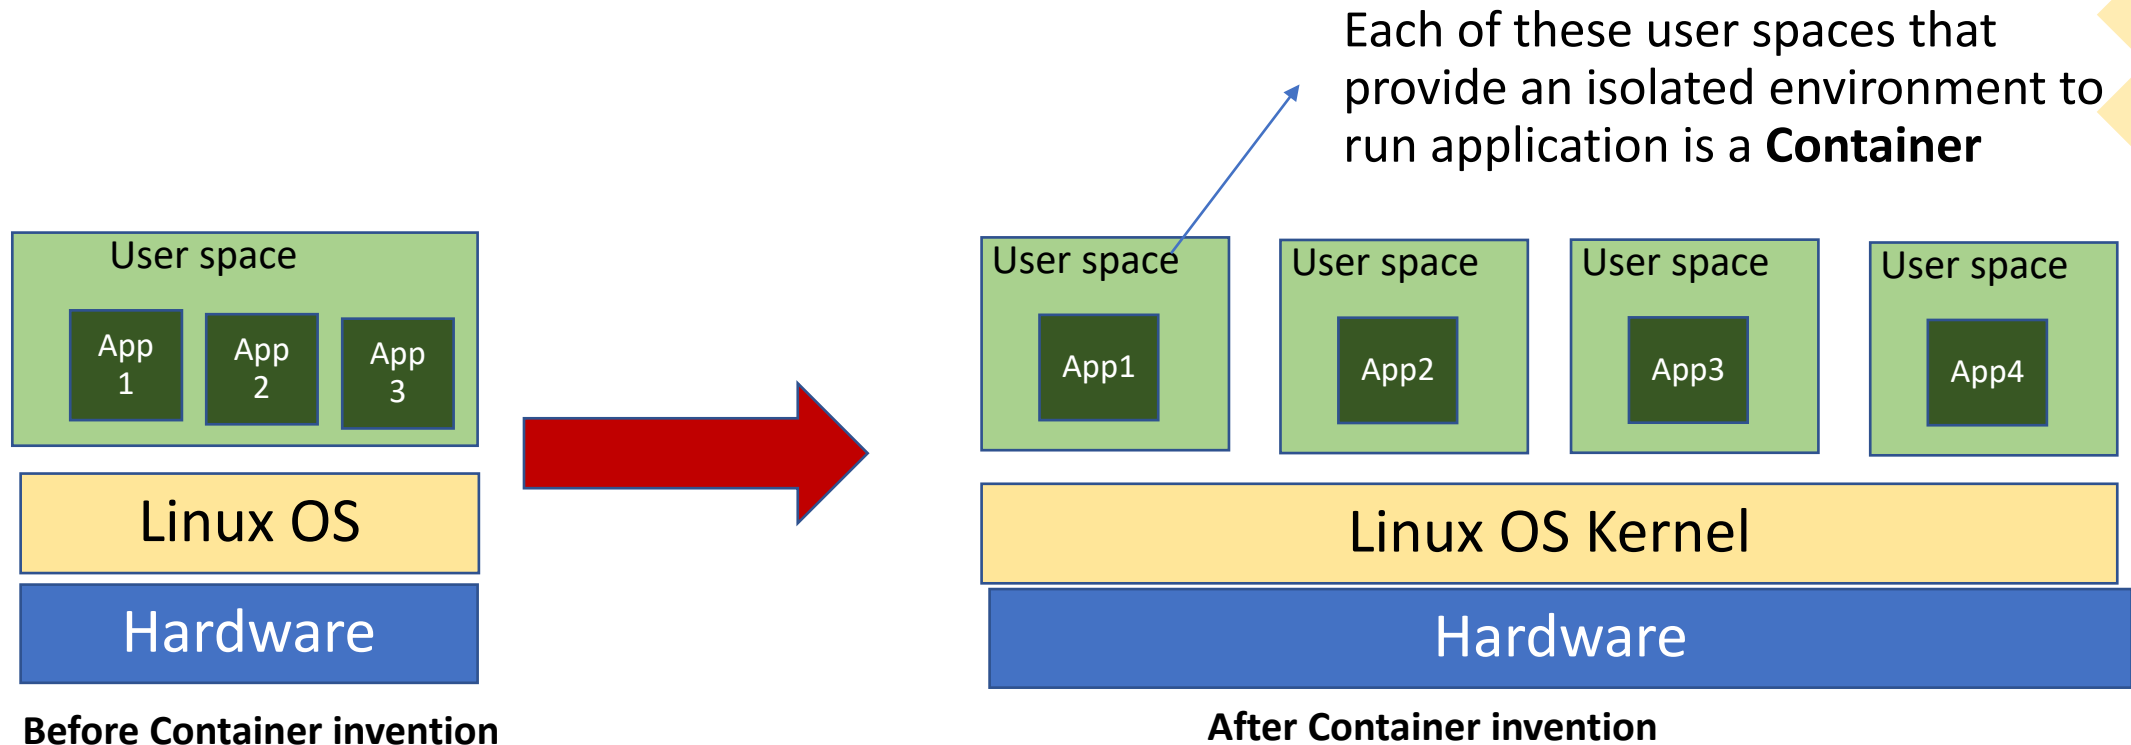 Each of these user spaces that
provide an isolated environment to
run application is a Container
User space
App
1
App
2
App
3
Linux OS
Hardware
Before Container invention
User space
App1
User space
App2
User space
App3
User space
App4
Linux OS Kernel
Hardware
After Container invention